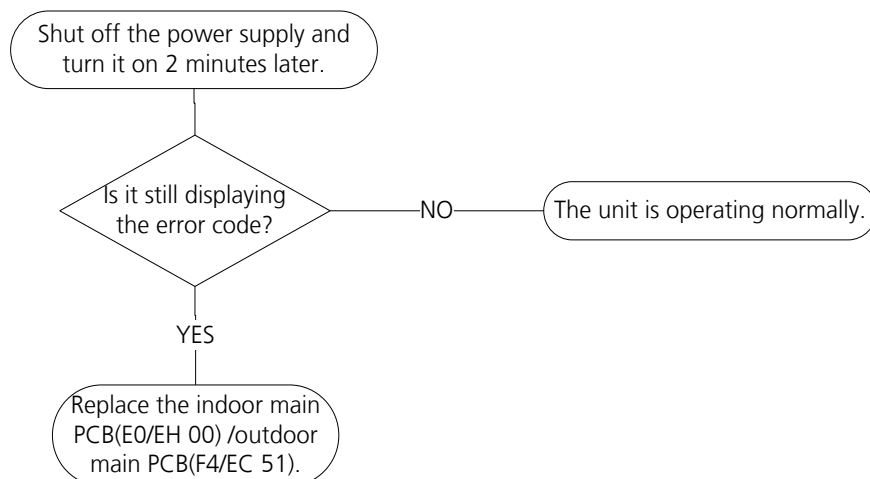 Shut off the power supply and
turn it on 2 minutes later.
Is it still displaying
the error code?
NO
The unit is operating normally.
YES
Replace the indoor main
PCB(E0/EH 00) /outdoor
main PCB(F4/EC 51).